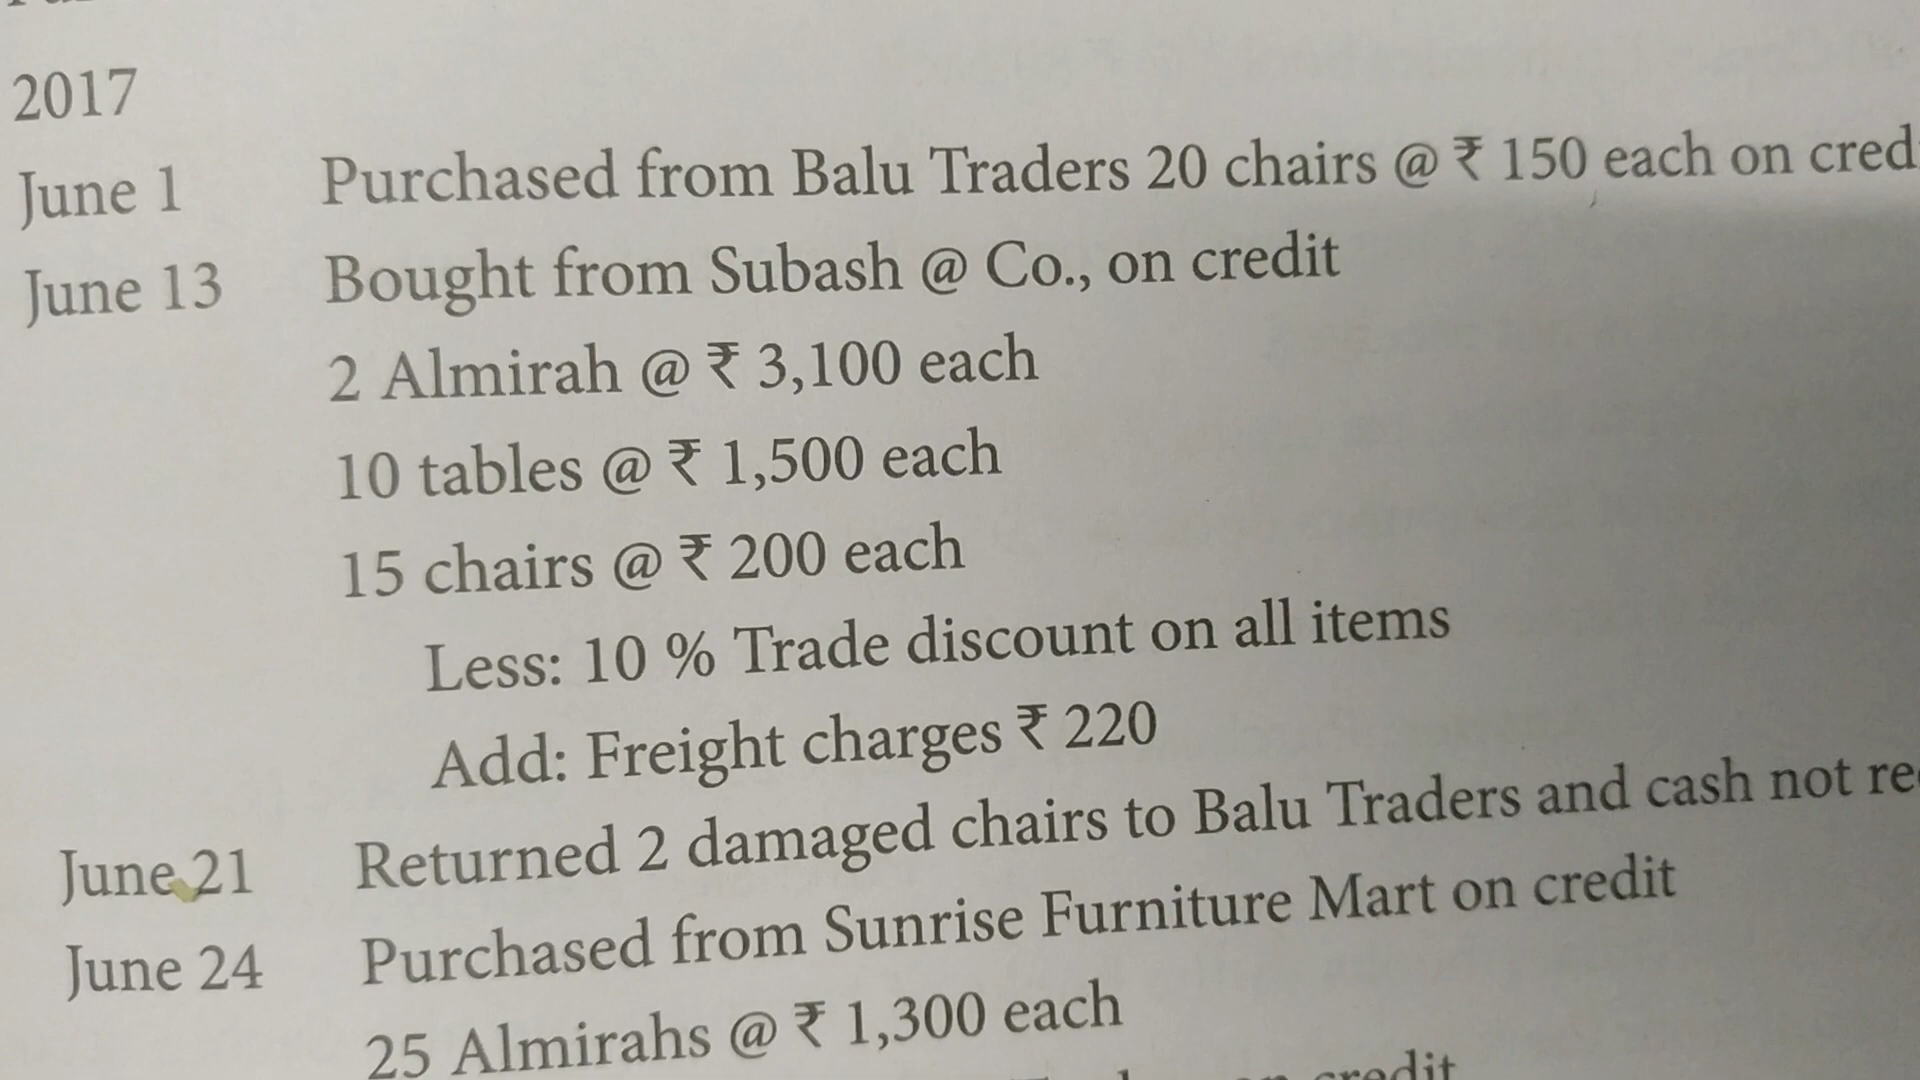 2017
June 1 Purchased from Balu Traders 20 chairs @ ₹ 150 each on
June 13 Bought from Subash @ Co., on credit
2 Almirah @ ₹ 3,100 each
10 tables @ ₹ 1,500 each
15 chairs @ ₹ 200 each
Less: 10 % Trade discount on all items
Add: Freight charges ₹ 220
June 21 Returned 2 damaged chairs to Balu Traders and cash not
June 24 Purchased from Sunrise Furniture Mart on credit
25 Almirahs @ ₹ 1,300 each
credit